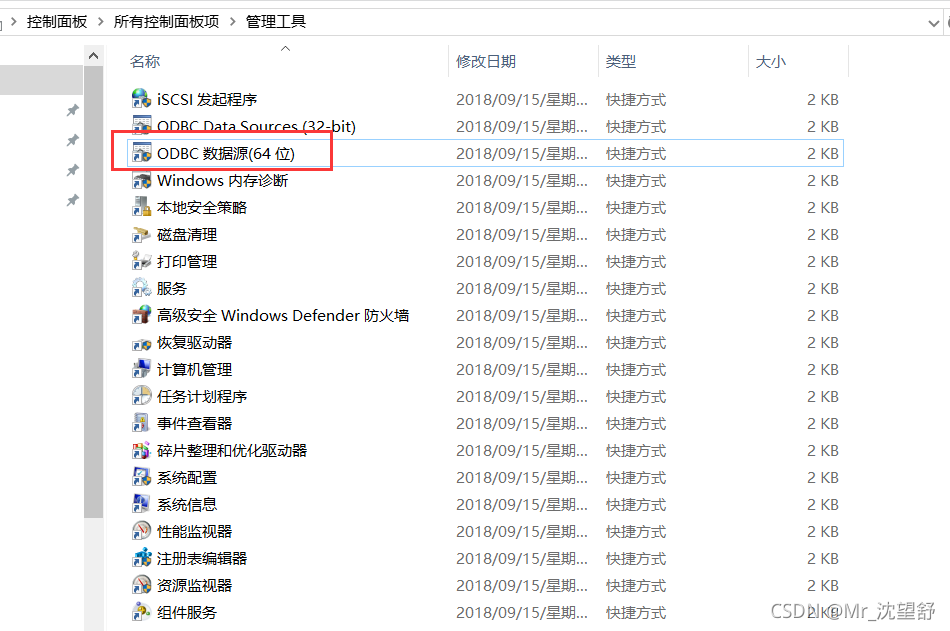 控制面板 > 所有控制面板项 > 管理工具
名称 修改日期 类型 大小
iSCSI 发起程序 2018/09/15/星期... 快捷方式 2 KB
ODBC Data Sources (32-bit) 2018/09/15/星期... 快捷方式 2 KB
ODBC 数据源(64 位) 2018/09/15/星期... 快捷方式 2 KB
Windows 内存诊断 2018/09/15/星期... 快捷方式 2 KB
本地安全策略 2018/09/15/星期... 快捷方式 2 KB
磁盘清理 2018/09/15/星期... 快捷方式 2 KB
打印管理 2018/09/15/星期... 快捷方式 2 KB
服务 2018/09/15/星期... 快捷方式 2 KB
高级安全 Windows Defender 防火墙 2018/09/15/星期... 快捷方式 2 KB
恢复驱动器 2018/09/15/星期... 快捷方式 2 KB
计算机管理 2018/09/15/星期... 快捷方式 2 KB
任务计划程序 2018/09/15/星期... 快捷方式 2 KB
事件查看器 2018/09/15/星期... 快捷方式 2 KB
碎片整理和优化驱动器 2018/09/15/星期... 快捷方式 2 KB
系统配置 2018/09/15/星期... 快捷方式 2 KB
系统信息 2018/09/15/星期... 快捷方式 2 KB
性能监视器 2018/09/15/星期... 快捷方式 2 KB
注册表编辑器 2018/09/15/星期... 快捷方式 2 KB
资源监视器 2018/09/15/星期... 快捷方式 2 KB
组件服务 2018/09/15/星期... 快捷方式 2 KB
CSDN @Mr_沈望舒